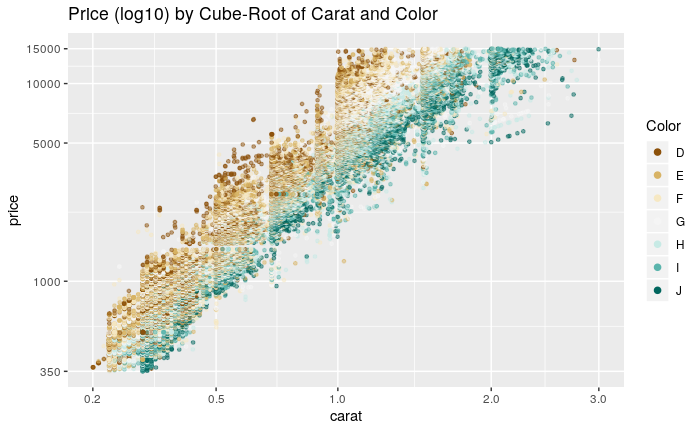 Price (log10) by Cube-Root of Carat and Color
15000
10000
5000
1000
350
price
0.2
0.5
1.0
2.0
3.0
carat
Color
D
E
F
G
H
I
J